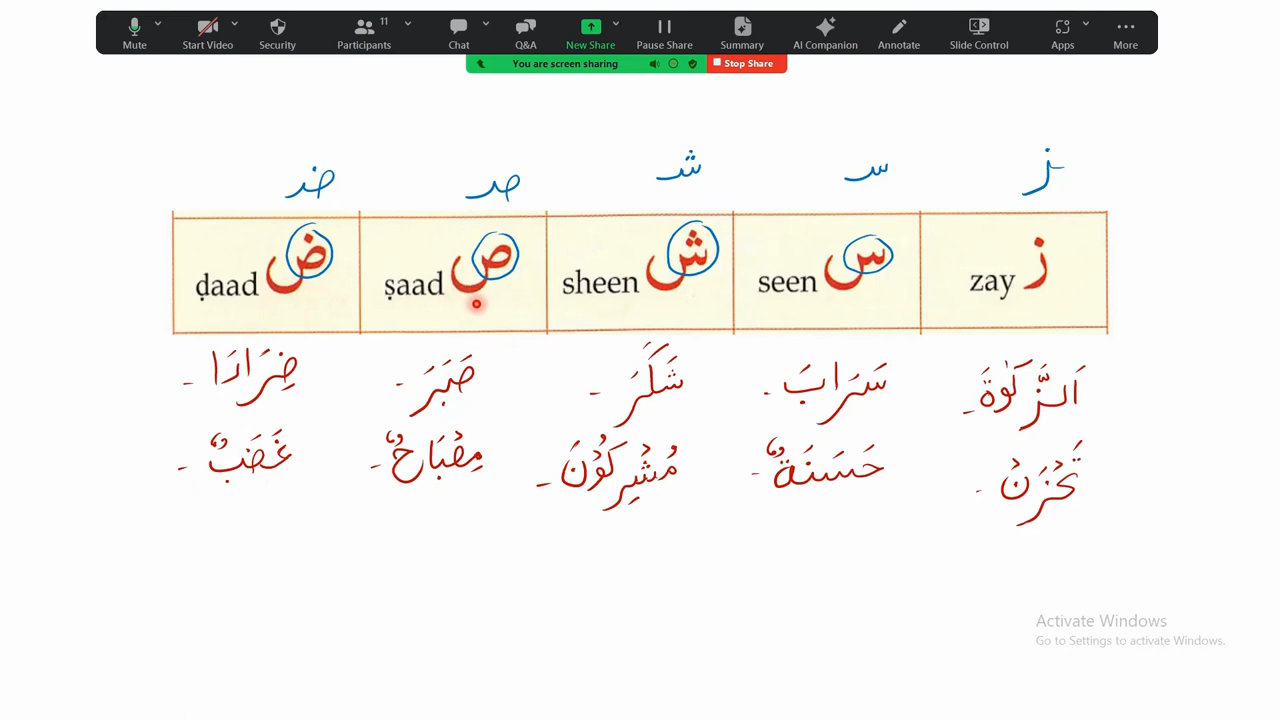 Mute Start Video Security Participants 11 Chat Q&A New Share Pause Share Summary AI Companion Annotate Slide Control Apps More
You are screen sharing Stop Share
ز سـ شـ صـ ضـ
ز zay س seen ش sheen ص ṣaad ض ḍaad
اَلزَّكٰوةَ - سَرَابَ - شَكَرَ - صَبَرَ - ضِرَارَا -
تَحْزَنْ - حَسَنَةٌ - مُشْرِكُوْنَ - مِصْبَاحٌ - غَضَبٌ -
Activate Windows
Go to Settings to activate Windows.